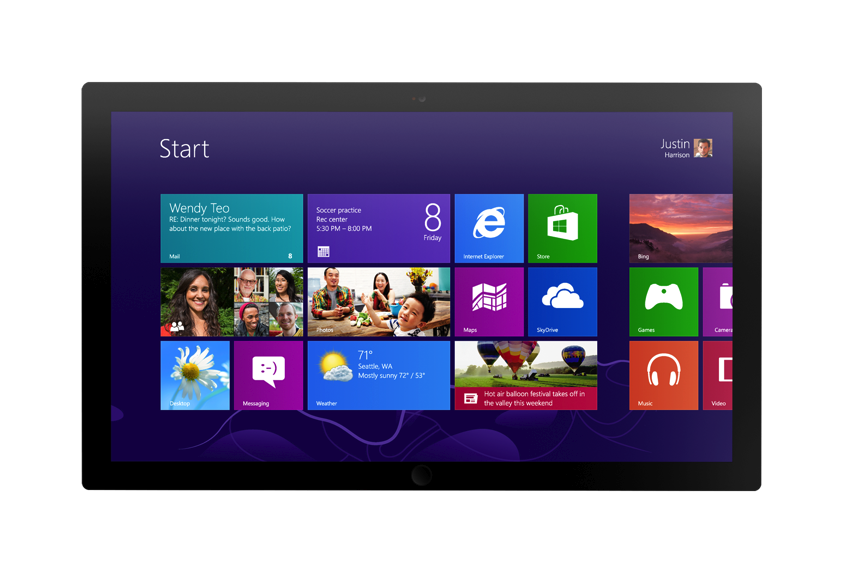 Start
Justin
Harrison
Wendy Teo
RE: Dinner tonight? Sounds good. How
about the new place with the back patio?
Mail
8
Soccer practice
Rec center
5:30 PM – 8:00 PM
8
Friday
Internet Explorer
Store
Bing
Photos
Maps
SkyDrive
Games
Camera
Desktop
Messaging
71°
Seattle, WA
Mostly sunny 72° / 53°
Weather
Hot air balloon festival takes off in
the valley this weekend
Music
Video